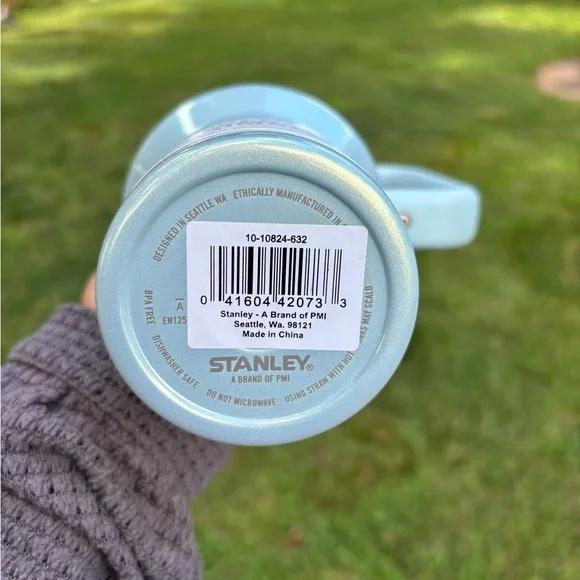 DESIGNED IN SEATTLE WA
ETHICALLY MANUFACTURED IN
10-10824-632
0 41604 42073 3
Stanley - A Brand of PMI
Seattle, Wa. 98121
Made in China
BPA FREE
A
EN125
DISHWASHER SAFE
DO NOT MICROWAVE
USING STRAW WITH HOT
MAY SCALD
STANLEY®
A BRAND OF PMI